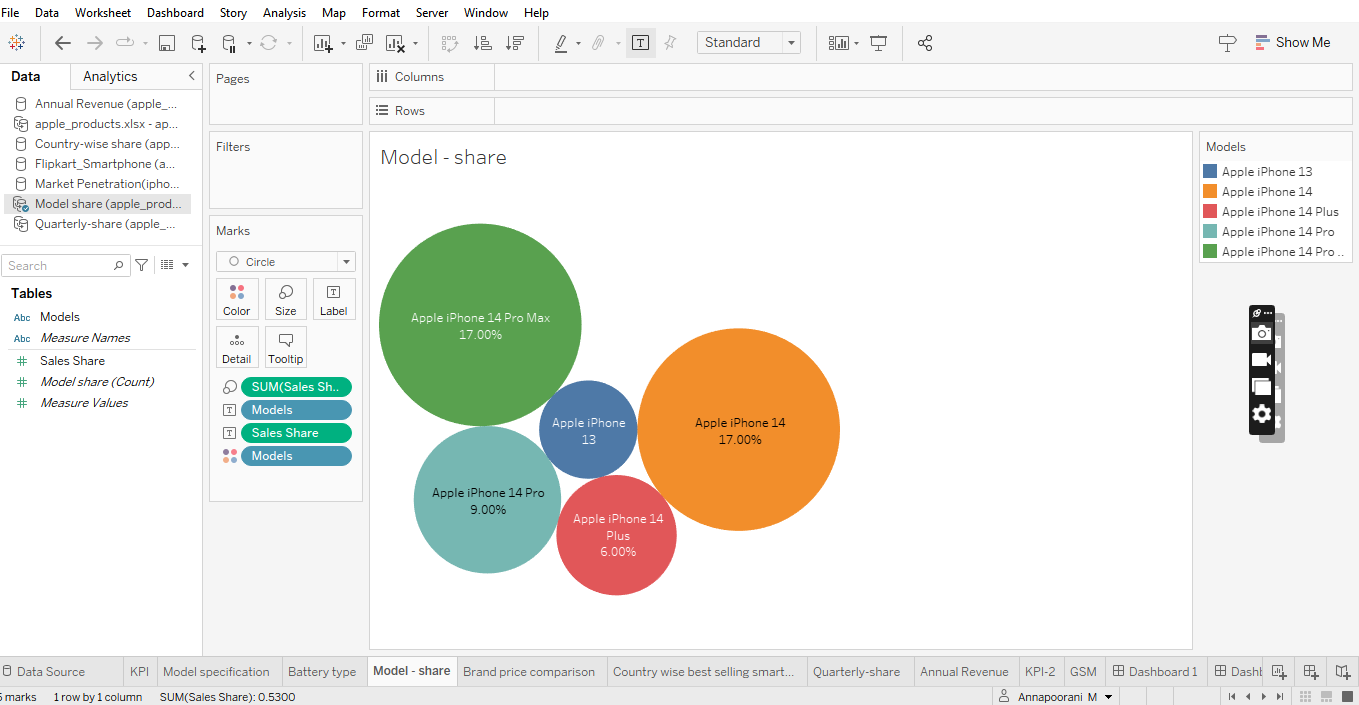 File Data Worksheet Dashboard Story Analysis Map Format Server Window Help
Standard
Show Me
Data Analytics
Pages
Columns
Rows
Annual Revenue (apple_...
apple_products.xlsx - ap...
Country-wise share (app...
Flipkart_Smartphone (a...
Market Penetration(ipho...
Model share (apple_prod...
Quarterly-share (apple_...
Search
Tables
Abc Models
Abc Measure Names
Sales Share
Model share (Count)
Measure Values
Filters
Marks
Circle
Color Size Label
Detail Tooltip
SUM(Sales Sh..
Models
Sales Share
Models
Model - share
Apple iPhone 14 Pro Max
17.00%
Apple iPhone
13
Apple iPhone 14
17.00%
Apple iPhone 14 Pro
9.00%
Apple iPhone 14
Plus
6.00%
Models
Apple iPhone 13
Apple iPhone 14
Apple iPhone 14 Plus
Apple iPhone 14 Pro
Apple iPhone 14 Pro ..
Data Source KPI Model specification Battery type Model - share Brand price comparison Country wise best selling smart... Quarterly-share Annual Revenue KPI-2 GSM Dashboard 1 Dashl
5 marks 1 row by 1 column SUM(Sales Share): 0.5300 Annapoorani M